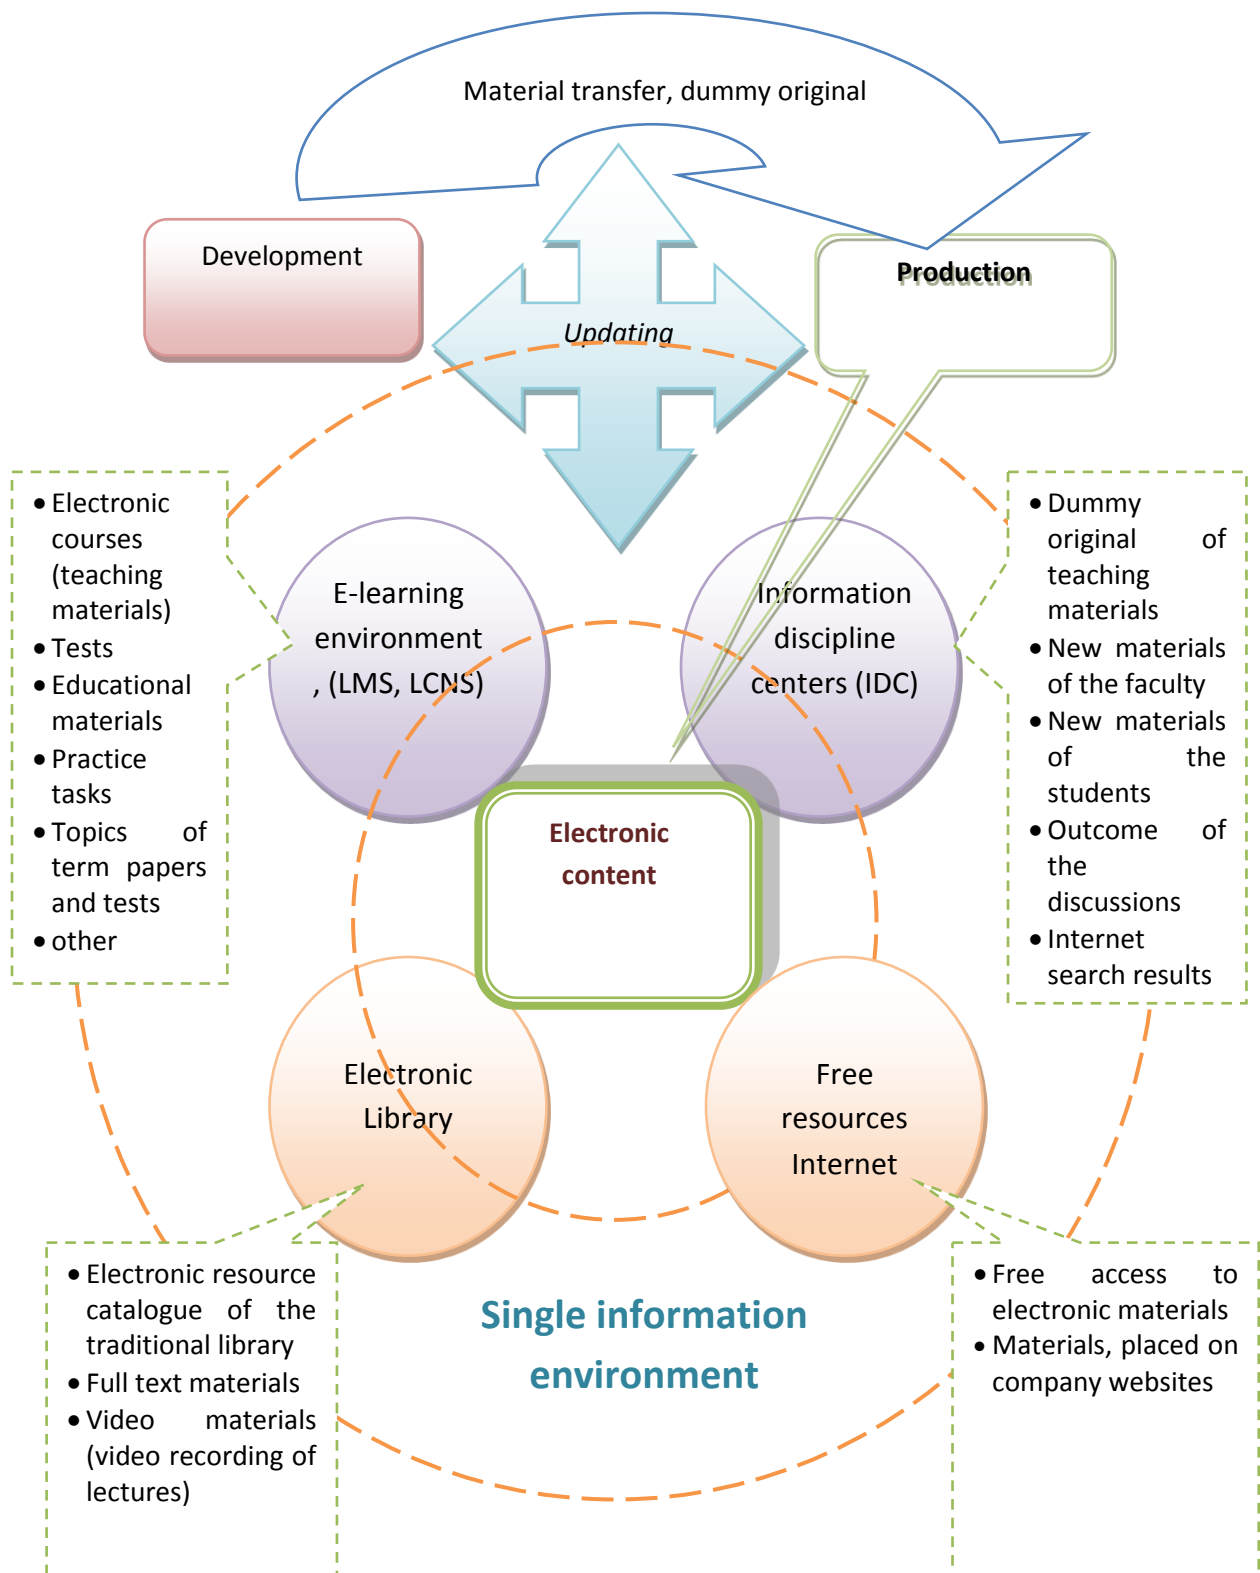 Material transfer, dummy original
Development
Production
Updating
• Electronic
courses
(teaching
materials)
• Tests
• Educational
materials
• Practice
tasks
• Topics of
term papers
and tests
• other
E-learning
environment
, (LMS, LCNS)
Information
discipline
centers (IDC)
• Dummy
original of
teaching
materials
• New materials
of the faculty
• New materials
of the
students
• Outcome of
the
discussions
• Internet
search results
Electronic
content
Electronic
Library
Free
resources
Internet
• Electronic resource
catalogue of the
traditional library
• Full text materials
• Video materials
(video recording of
lectures)
Single information
environment
• Free access to
electronic materials
• Materials, placed on
company websites